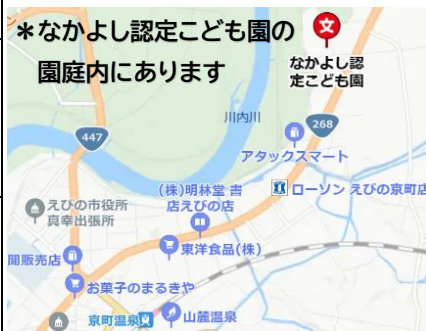 *なかよし認定こども園の
園庭内にあります
文
なかよし認
定こども園
川内川
268
447
アタックスマート
(株)明林堂 書
店えびの店
ローソン えびの京町店
えびの市役所
真幸出張所
東洋食品(株)
聞販売店
お菓子のまるきや
京町温泉
山麓温泉